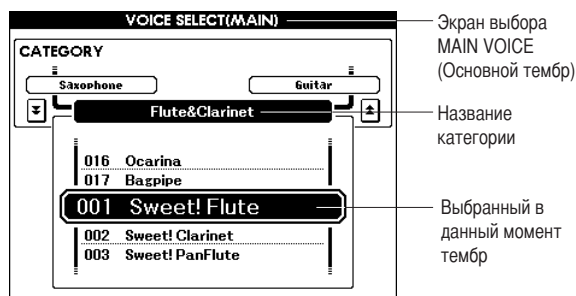 VOICE SELECT(MAIN)
Экран выбора
MAIN VOICE
(Основной тембр)
CATEGORY
Saxophone
Guitar
Flute&Clarinet
Название
категории
016 Ocarina
017 Bagpipe
001 Sweet! Flute
Выбранный в
данный момент
тембр
002 Sweet! Clarinet
003 Sweet! PanFlute